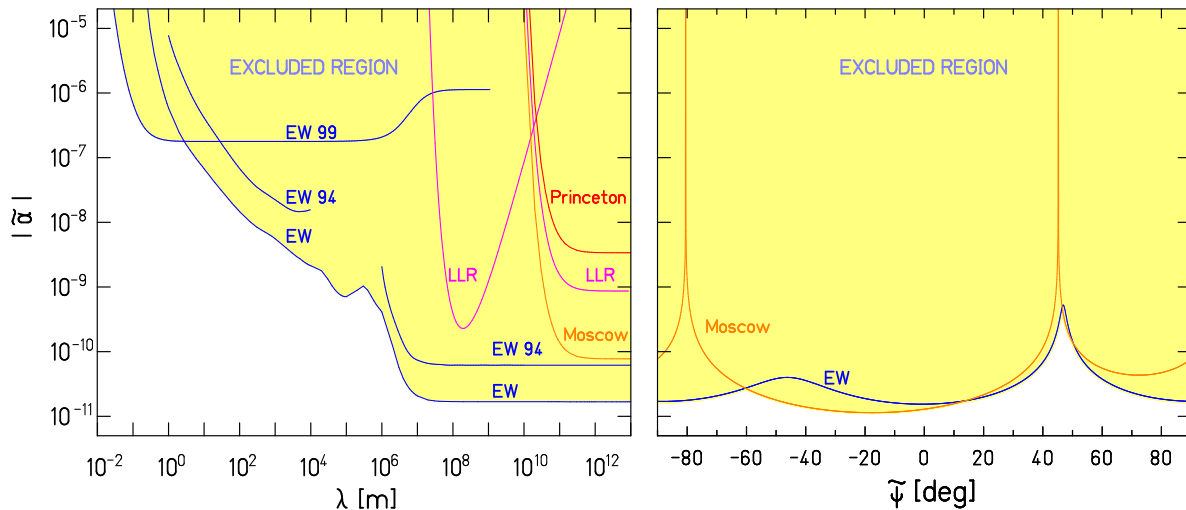 10⁻⁵
10⁻⁶
10⁻⁷
10⁻⁸
10⁻⁹
10⁻¹⁰
10⁻¹¹
| α̃ |
EXCLUDED REGION
EW 99
EW 94
EW
LLR
Princeton
LLR
Moscow
EW 94
EW
10⁻² 10⁰ 10² 10⁴ 10⁶ 10⁸ 10¹⁰ 10¹²
λ [m]
EXCLUDED REGION
Moscow
EW
-80 -60 -40 -20 0 20 40 60 80
ψ̃ [deg]